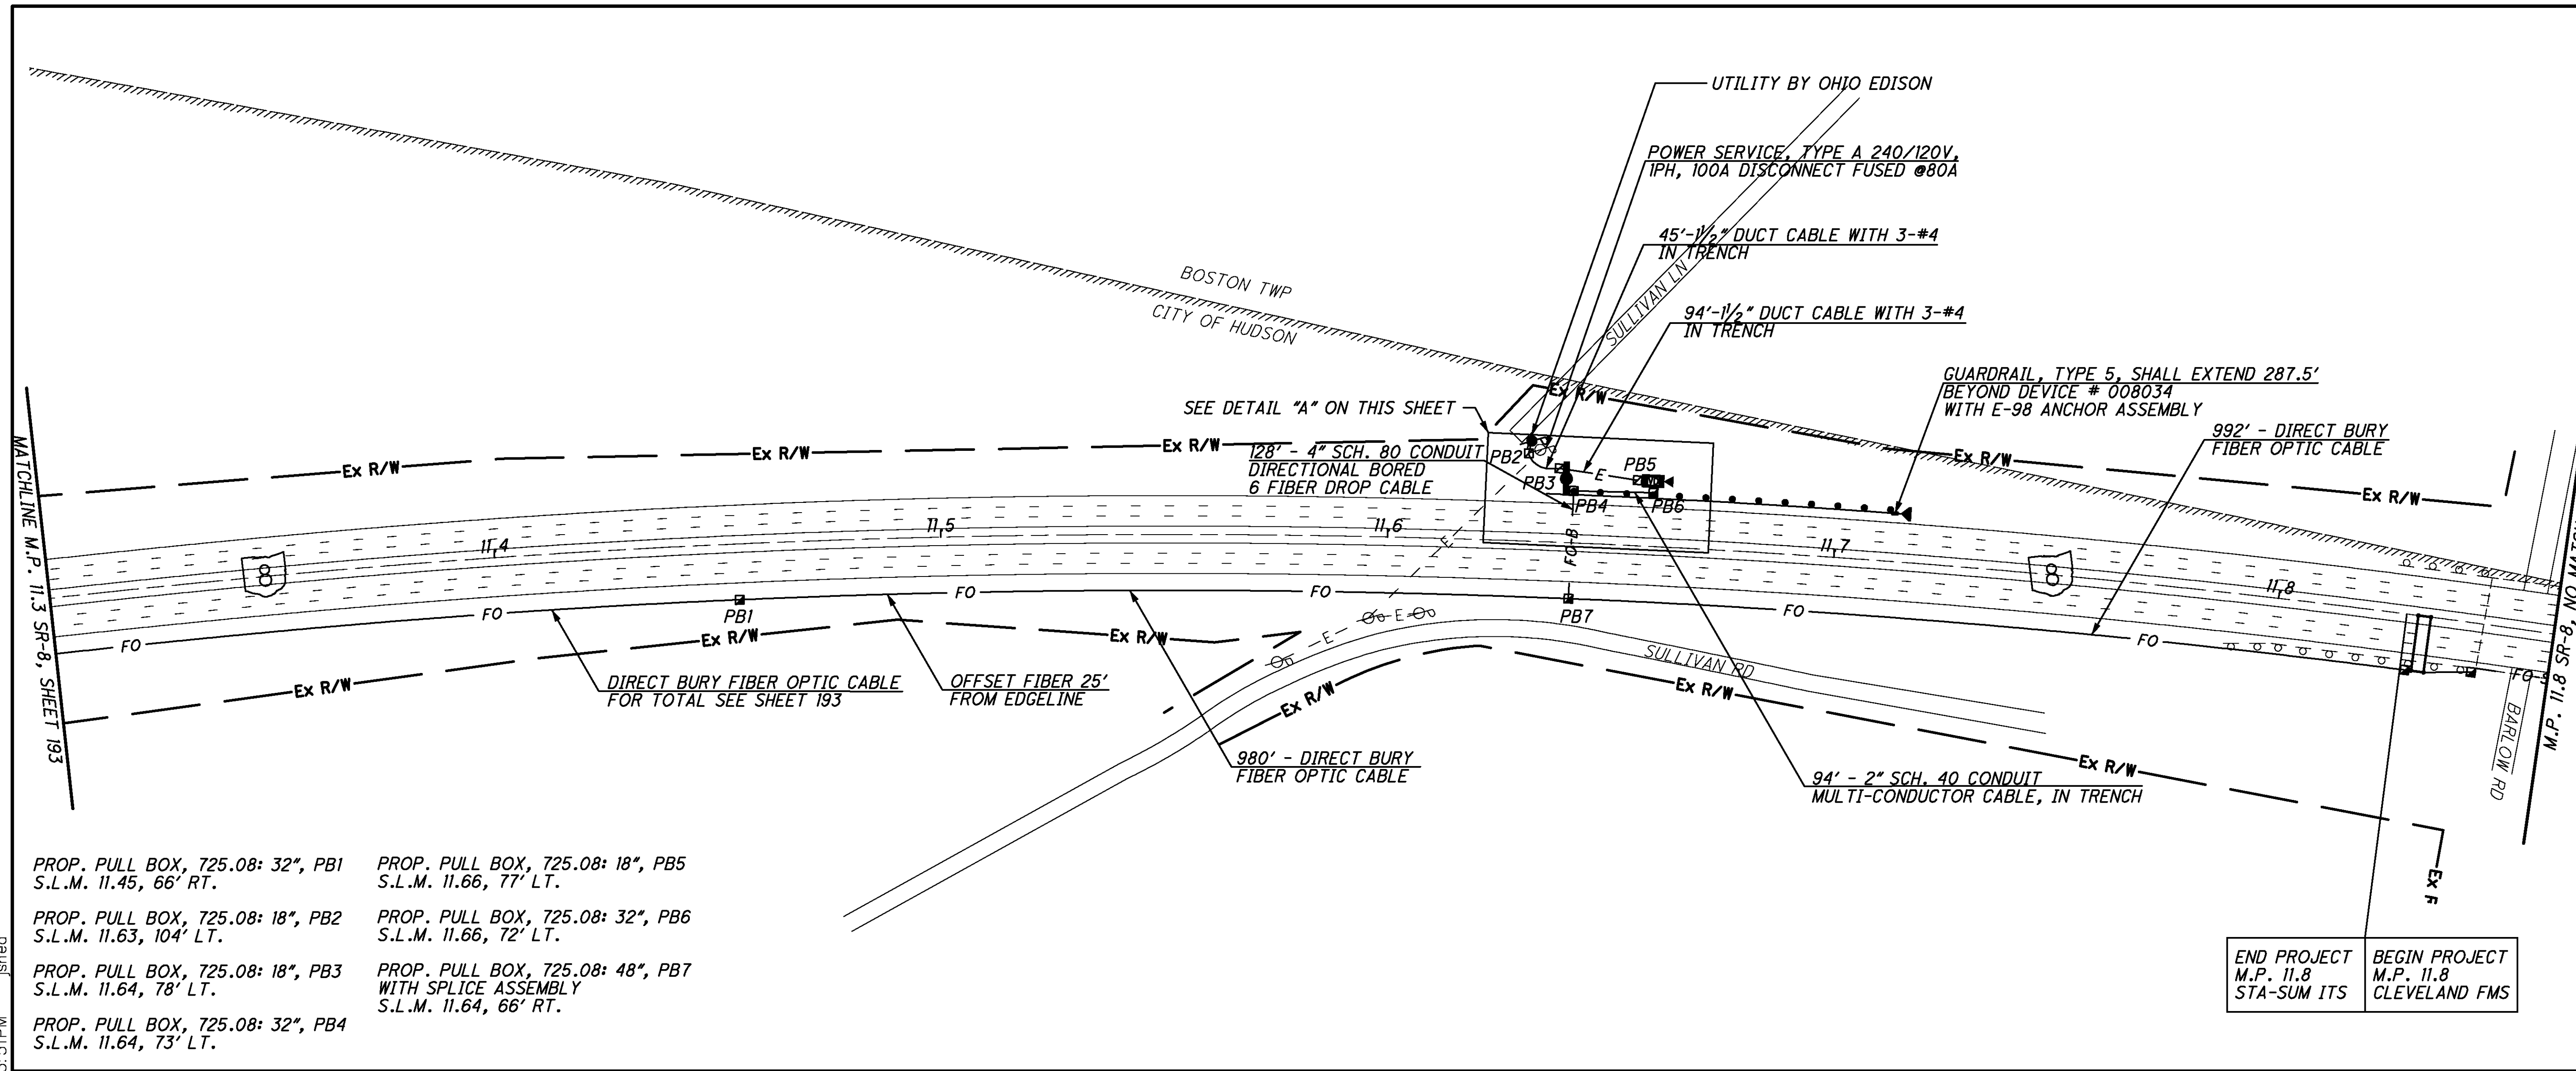 UTILITY BY OHIO EDISON
POWER SERVICE, TYPE A 240/120V,
1PH, 100A DISCONNECT FUSED @80A
45'-1½" DUCT CABLE WITH 3-#4
IN TRENCH
SULLIVAN LN
94'-1½" DUCT CABLE WITH 3-#4
IN TRENCH
BOSTON TWP
CITY OF HUDSON
GUARDRAIL, TYPE 5, SHALL EXTEND 287.5'
BEYOND DEVICE # 008034
WITH E-98 ANCHOR ASSEMBLY
SEE DETAIL "A" ON THIS SHEET
992' - DIRECT BURY
FIBER OPTIC CABLE
128' - 4" SCH. 80 CONDUIT
DIRECTIONAL BORED
6 FIBER DROP CABLE
Ex R/W
Ex R/W
Ex R/W
Ex R/W
Ex R/W
Ex R/W
PB2
PB3
E
PB5
PB4
PB6
MATCHLINE M.P. 11.3 SR-8, SHEET 193
11.4
11.5
11.6
11.7
11.8
8
8
E
FO-B
FO
FO
FO
FO
FO
FO
PB1
PB7
E
E
Ex R/W
Ex R/W
Ex R/W
Ex R/W
Ex R/W
Ex R/W
SULLIVAN RD
DIRECT BURY FIBER OPTIC CABLE
FOR TOTAL SEE SHEET 193
OFFSET FIBER 25'
FROM EDGELINE
980' - DIRECT BURY
FIBER OPTIC CABLE
94' - 2" SCH. 40 CONDUIT
MULTI-CONDUCTOR CABLE, IN TRENCH
BARLOW RD
M.P. 11.8 SR-8,
Ex
PROP. PULL BOX, 725.08: 32", PB1
S.L.M. 11.45, 66' RT.
PROP. PULL BOX, 725.08: 18", PB2
S.L.M. 11.63, 104' LT.
PROP. PULL BOX, 725.08: 18", PB3
S.L.M. 11.64, 78' LT.
PROP. PULL BOX, 725.08: 32", PB4
S.L.M. 11.64, 73' LT.
PROP. PULL BOX, 725.08: 18", PB5
S.L.M. 11.66, 77' LT.
PROP. PULL BOX, 725.08: 32", PB6
S.L.M. 11.66, 72' LT.
PROP. PULL BOX, 725.08: 48", PB7
WITH SPLICE ASSEMBLY
S.L.M. 11.64, 66' RT.
END PROJECT
M.P. 11.8
STA-SUM ITS
BEGIN PROJECT
M.P. 11.8
CLEVELAND FMS